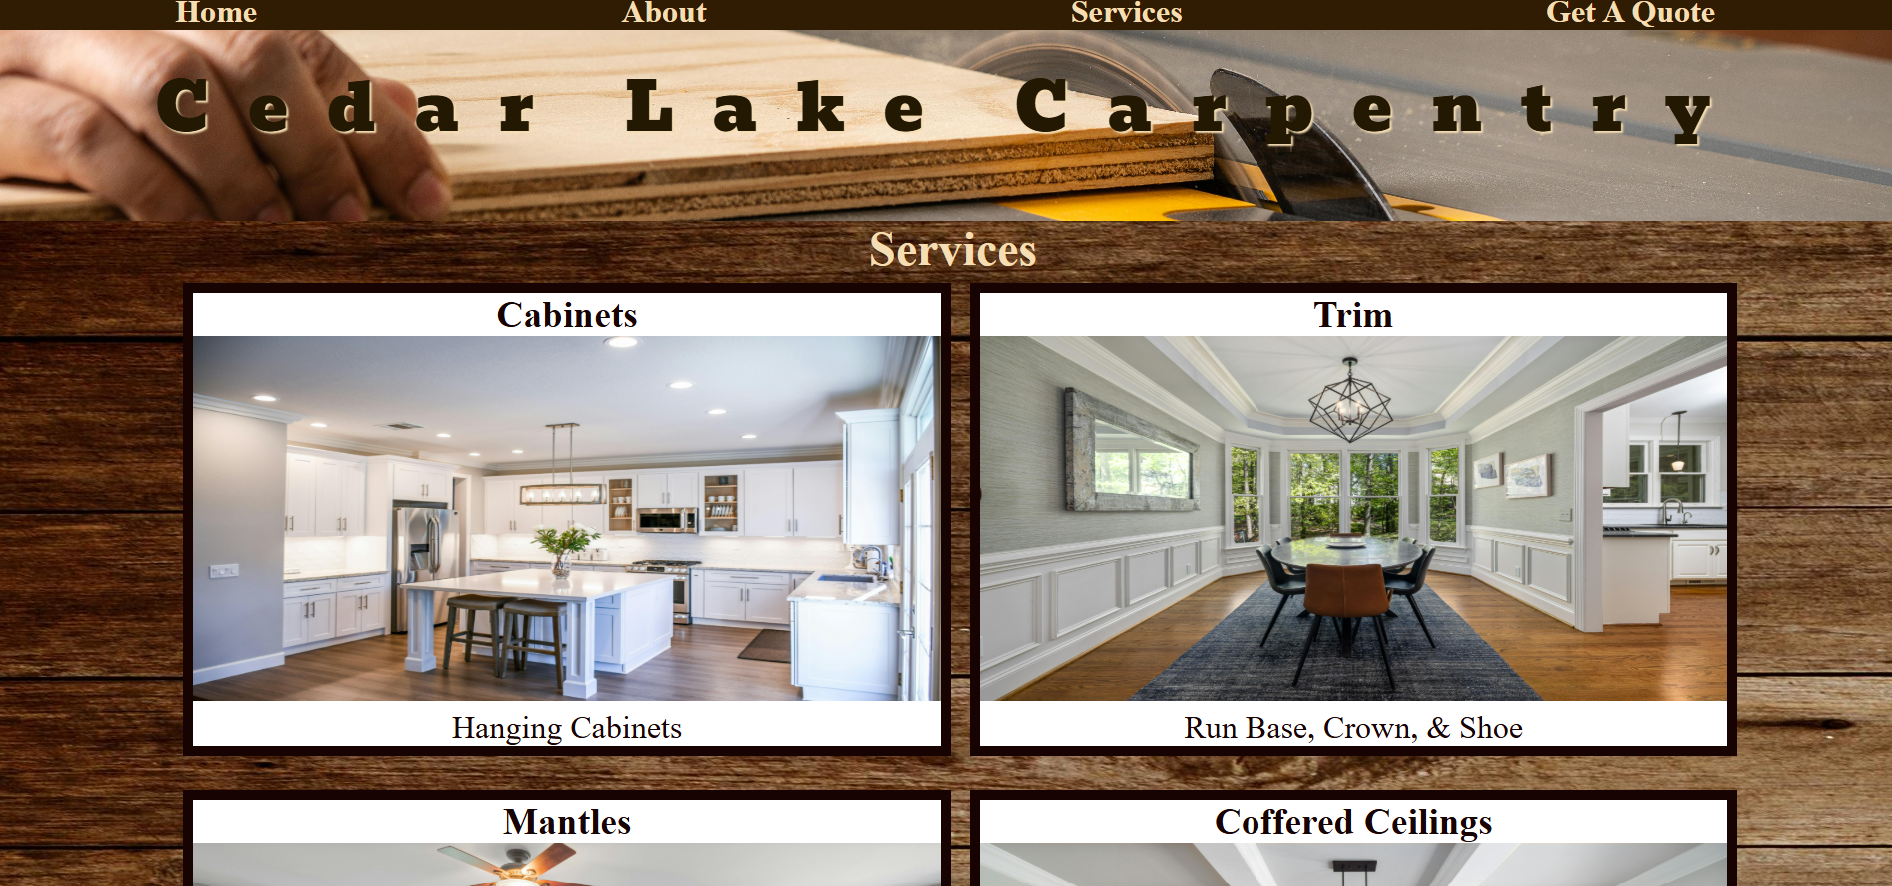 Home About Services Get A Quote
Cedar Lake Carpentry
Services
Cabinets
Hanging Cabinets
Trim
Run Base, Crown, & Shoe
Mantles
Coffered Ceilings